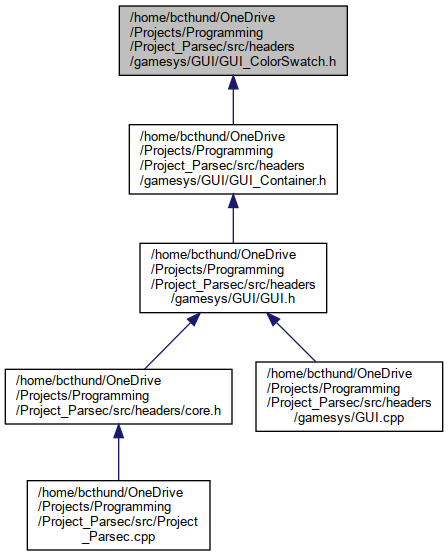 /home/bcthund/OneDrive
/Projects/Programming
/Project_Parsec/src/headers
/gamesys/GUI/GUI_ColorSwatch.h
/home/bcthund/OneDrive
/Projects/Programming
/Project_Parsec/src/headers
/gamesys/GUI/GUI_Container.h
/home/bcthund/OneDrive
/Projects/Programming
/Project_Parsec/src/headers
/gamesys/GUI/GUI.h
/home/bcthund/OneDrive
/Projects/Programming
/Project_Parsec/src/headers/core.h
/home/bcthund/OneDrive
/Projects/Programming
/Project_Parsec/src/headers
/gamesys/GUI.cpp
/home/bcthund/OneDrive
/Projects/Programming
/Project_Parsec/src/Project
_Parsec.cpp